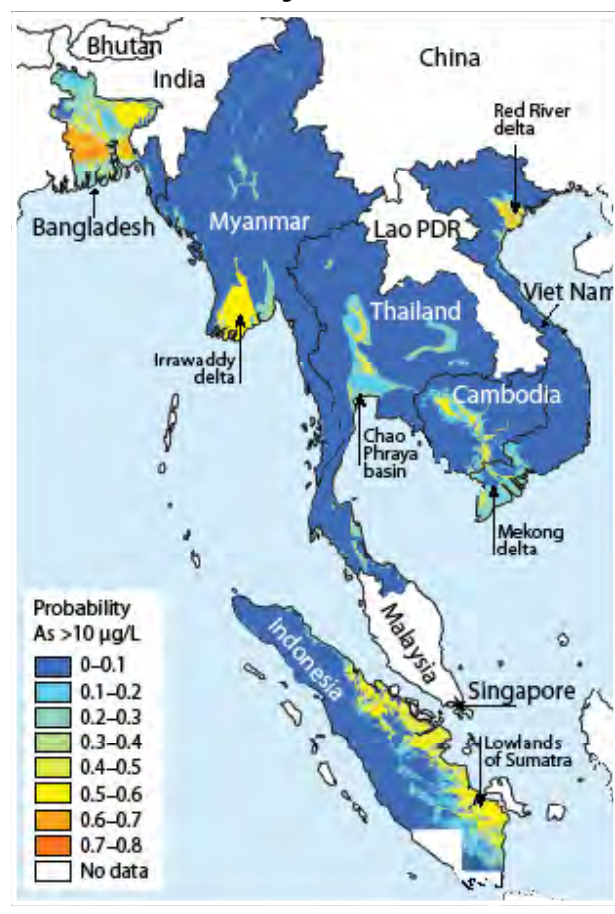 Bhutan
India
China
Red River
delta
Bangladesh
Myanmar
Lao PDR
Viet Nam
Thailand
Irrawaddy
delta
Cambodia
Chao
Phraya
basin
Mekong
delta
Malaysia
Indonesia
Singapore
Lowlands
of Sumatra
Probability
As >10 µg/L
0–0.1
0.1–0.2
0.2–0.3
0.3–0.4
0.4–0.5
0.5–0.6
0.6–0.7
0.7–0.8
No data